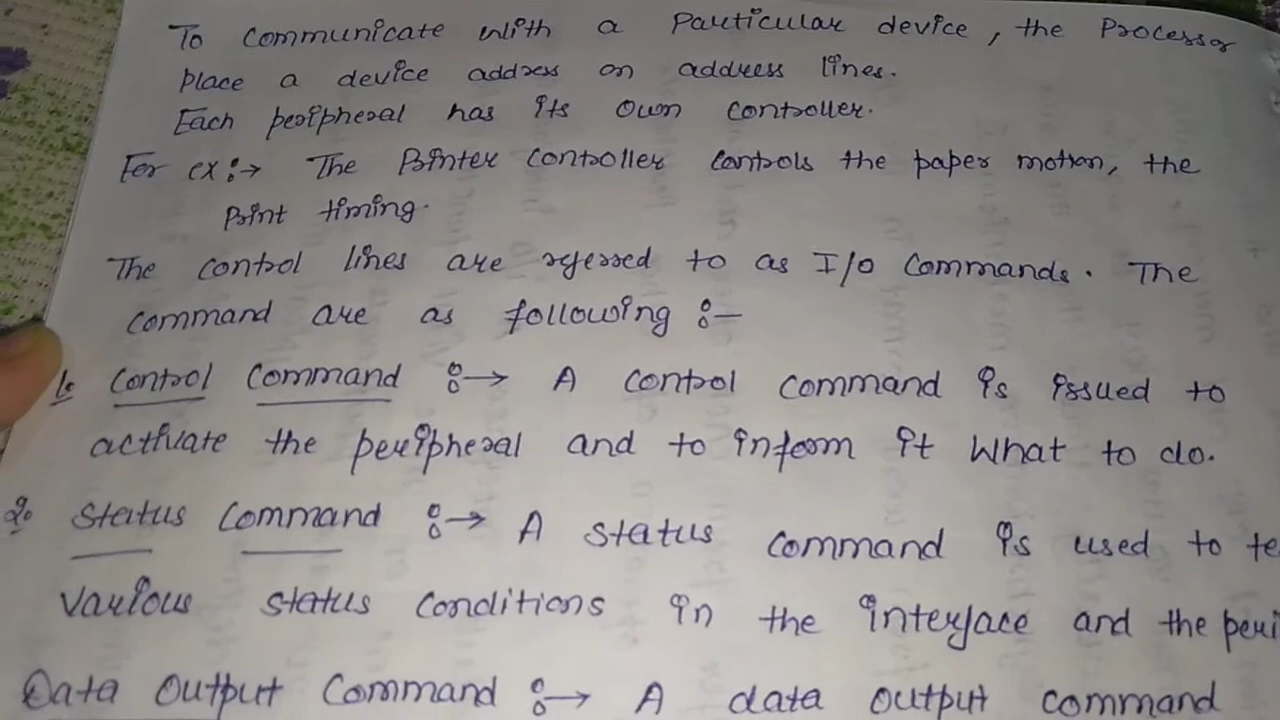 To communicate with a particular device, the Processor
place a device address on address lines.
Each peripheral has its own controller.
For ex:→ The Printer controller controls the paper motion, the
print timing.
The control lines are referred to as I/O commands. The
command are as following :-
1. Control Command :→ A control command is issued to
activate the peripheral and to inform it what to do.
2. Status Command :→ A status command is used to te
various status conditions in the interface and the peri
Data Output Command :→ A data output command